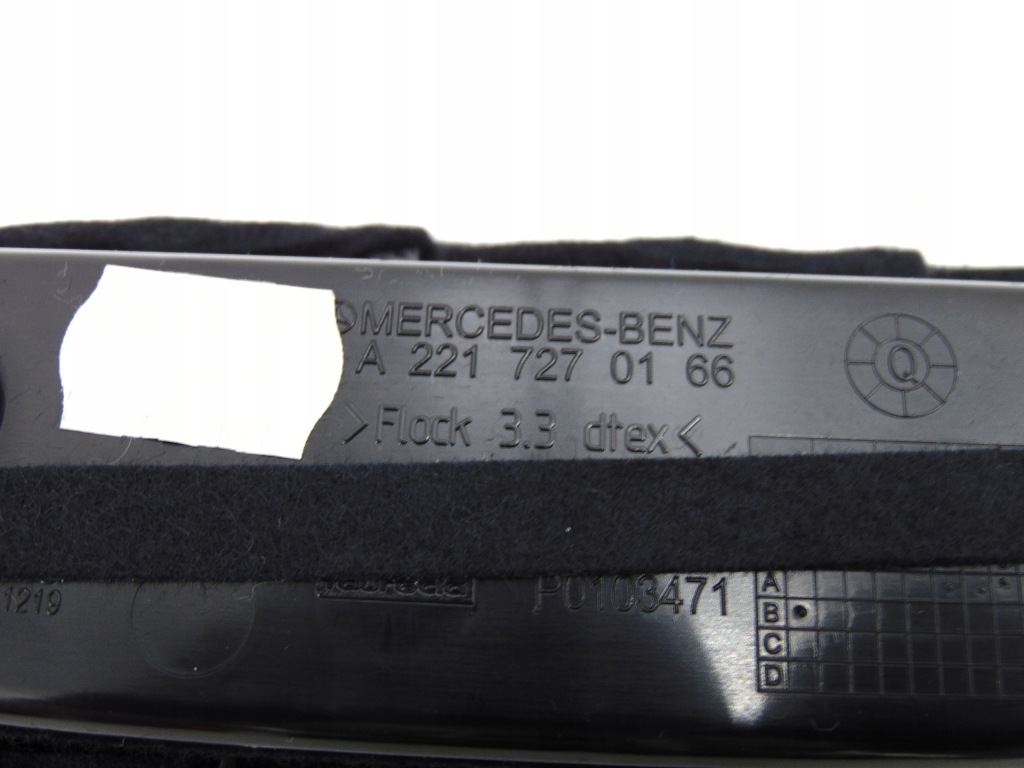 MERCEDES-BENZ
A 221 727 01 66
Q
>Flock 3.3 dtex<
1219
P0103471
A
B
C
D